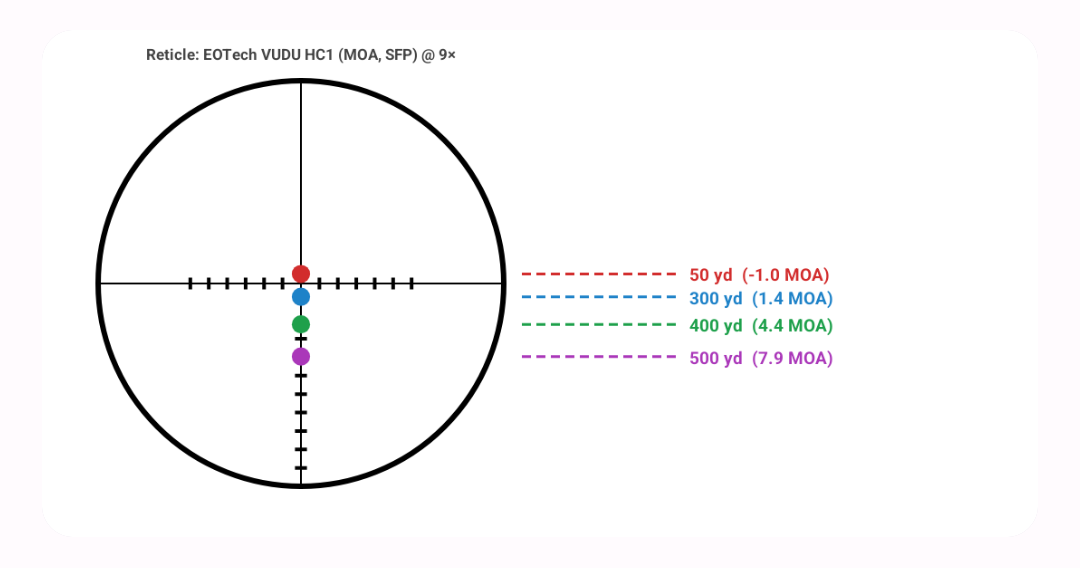 Reticle: EOTech VUDU HC1 (MOA, SFP) @ 9×
50 yd (-1.0 MOA)
300 yd (1.4 MOA)
400 yd (4.4 MOA)
500 yd (7.9 MOA)